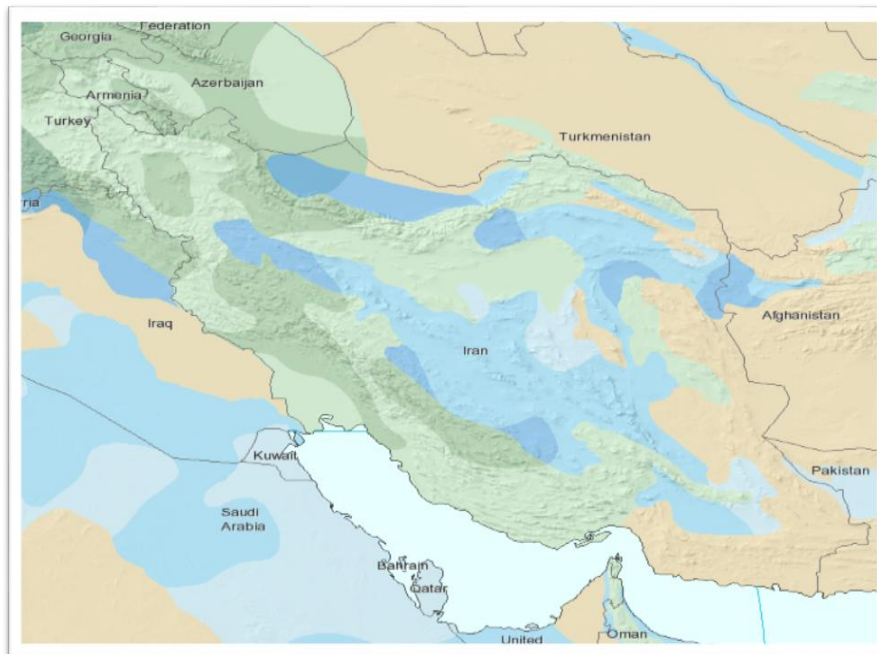 Federation
Georgia
Azerbaijan
Armenia
Turkey
Turkmenistan
ria
Afghanistan
Iraq
Iran
Kuwait
Pakistan
Saudi
Arabia
Bahrain
Qatar
United
Oman